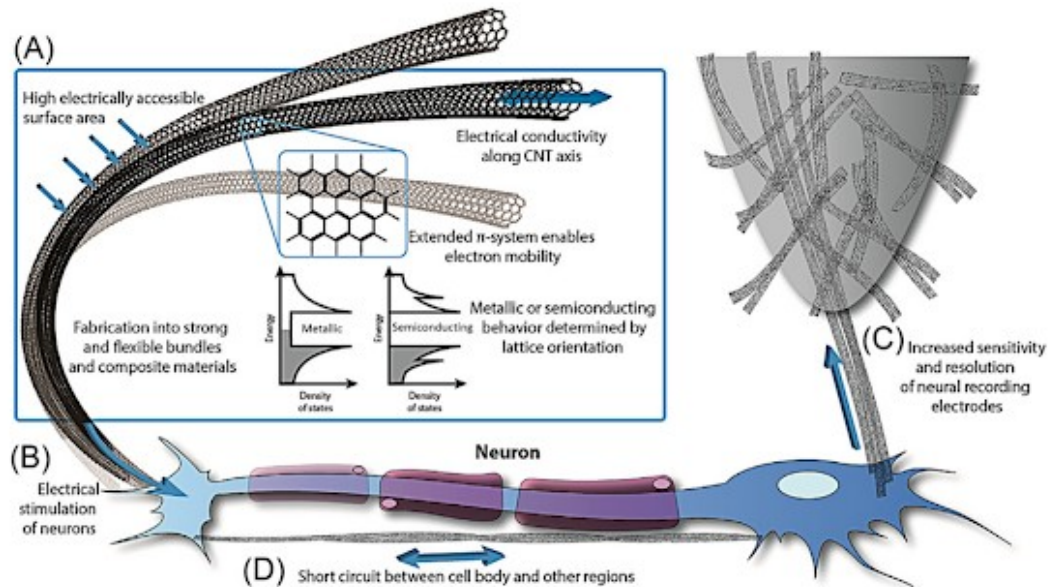 (A)
High electrically accessible
surface area
Electrical conductivity
along CNT axis
Extended π-system enables
electron mobility
Energy
Metallic
Density
of states
Energy
Semiconducting
Density
of states
Metallic or semiconducting
behavior determined by
lattice orientation
Fabrication into strong
and flexible bundles
and composite materials
(C)
Increased sensitivity
and resolution
of neural recording
electrodes
(B)
Neuron
Electrical
stimulation
of neurons
(D)
Short circuit between cell body and other regions